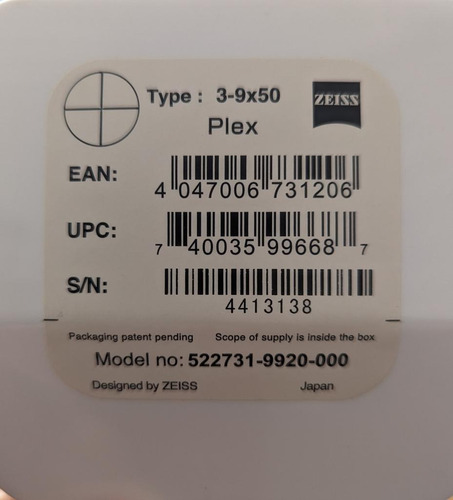 Type : 3-9x50
ZEISS
Plex
EAN:
4 047006 731206
UPC:
7 40035 99668 7
S/N:
4413138
Packaging patent pending Scope of supply is inside the box
Model no: 522731-9920-000
Designed by ZEISS Japan